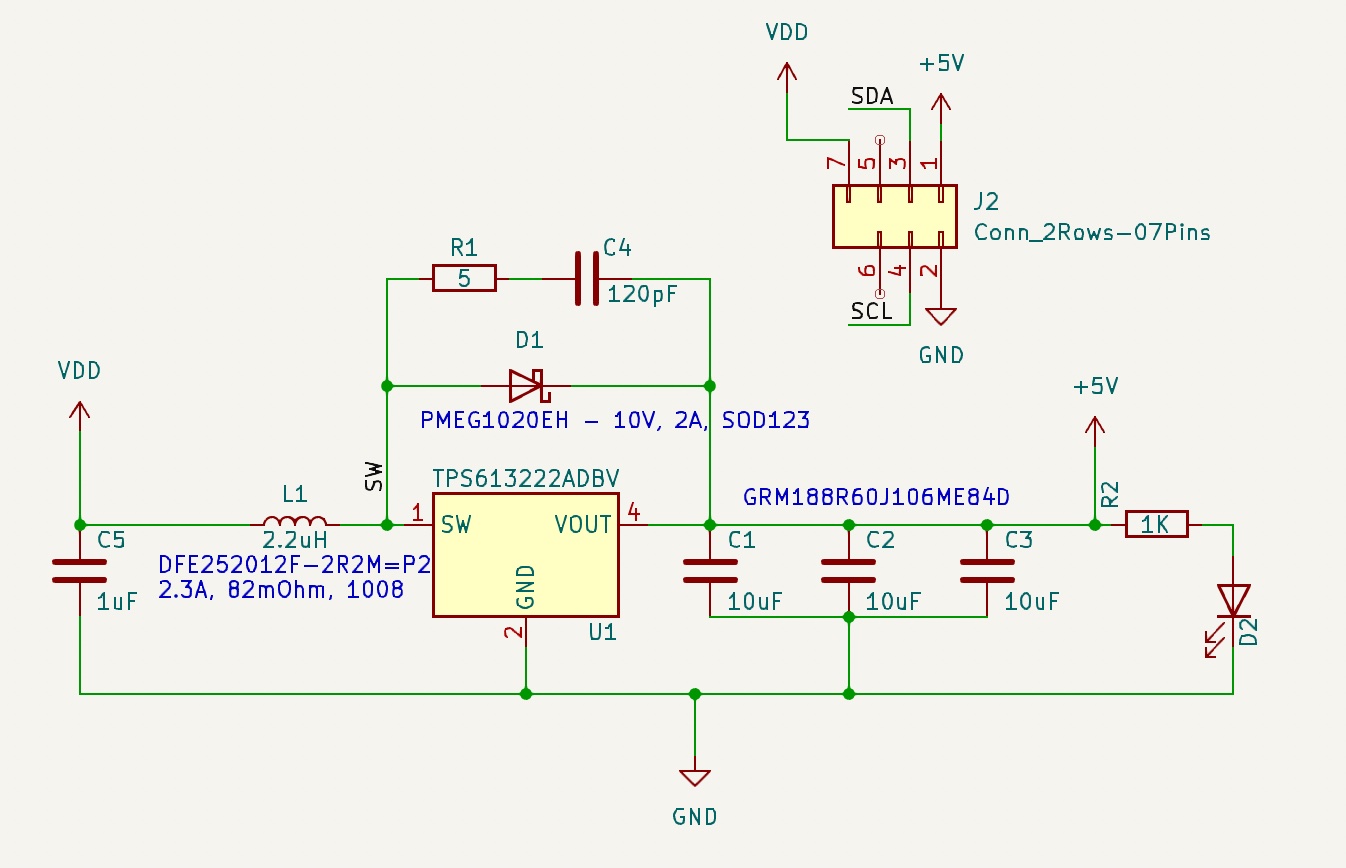 VDD
+5V
SDA
7
5
3
1
J2
Conn_2Rows-07Pins
6
4
2
SCL
GND
R1
5
C4
120pF
D1
PMEG1020EH - 10V, 2A, SOD123
VDD
+5V
SW
TPS613222ADBV
L1
2.2uH
1
SW
VOUT
4
GND
2
U1
GRM188R60J106ME84D
R2
1K
C5
1uF
DFE252012F-2R2M=P2
2.3A, 82mOhm, 1008
C1
10uF
C2
10uF
C3
10uF
D2
GND